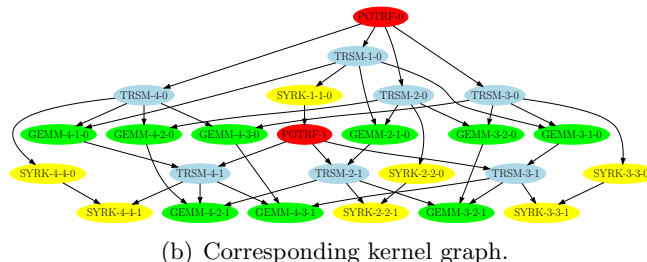 POTRF-0
TRSM-1-0
TRSM-4-0 SYRK-1-1-0 TRSM-2-0 TRSM-3-0
GEMM-4-1-0 GEMM-4-2-0 GEMM-4-3-0 POTRF-1 GEMM-2-1-0 GEMM-3-2-0 GEMM-3-1-0
SYRK-4-4-0 TRSM-4-1 TRSM-2-1 SYRK-2-2-0 TRSM-3-1 SYRK-3-3-0
SYRK-4-4-1 GEMM-4-2-1 GEMM-4-3-1 SYRK-2-2-1 GEMM-3-2-1 SYRK-3-3-1
(b) Corresponding kernel graph.